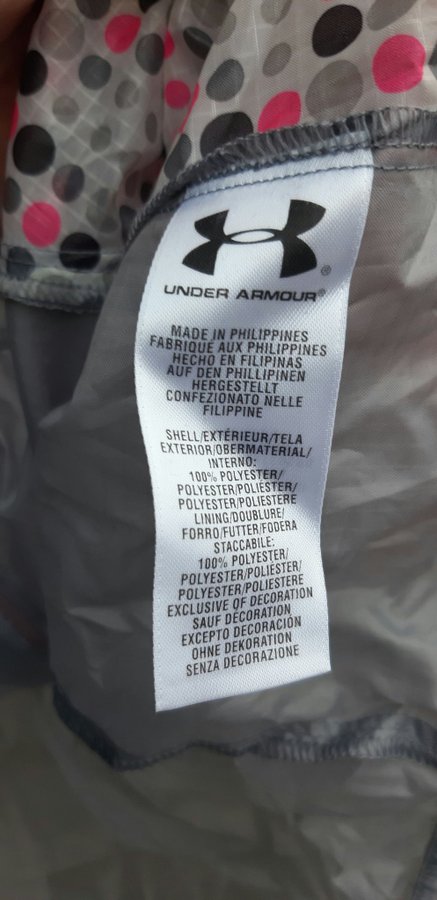 UNDER ARMOUR®
MADE IN PHILIPPINES
FABRIQUE AUX PHILIPPINES
HECHO EN FILIPINAS
AUF DEN PHILLIPINEN
HERGESTELLT
CONFEZIONATO NELLE
FILIPPINE
SHELL/EXTÉRIEUR/TELA
EXTERIOR/OBERMATERIAL/
INTERNO:
100% POLYESTER/
POLYESTER/POLIÉSTER/
POLYESTER/POLIESTERE
LINING/DOUBLURE/
FORRO/FUTTER/FODERA
STACCABILE:
100% POLYESTER/
POLYESTER/POLIESTER/
POLYESTER/POLIESTERE
EXCLUSIVE OF DECORATION
SAUF DÉCORATION
EXCEPTO DECORACIÓN
OHNE DEKORATION
SENZA DECORAZIONE